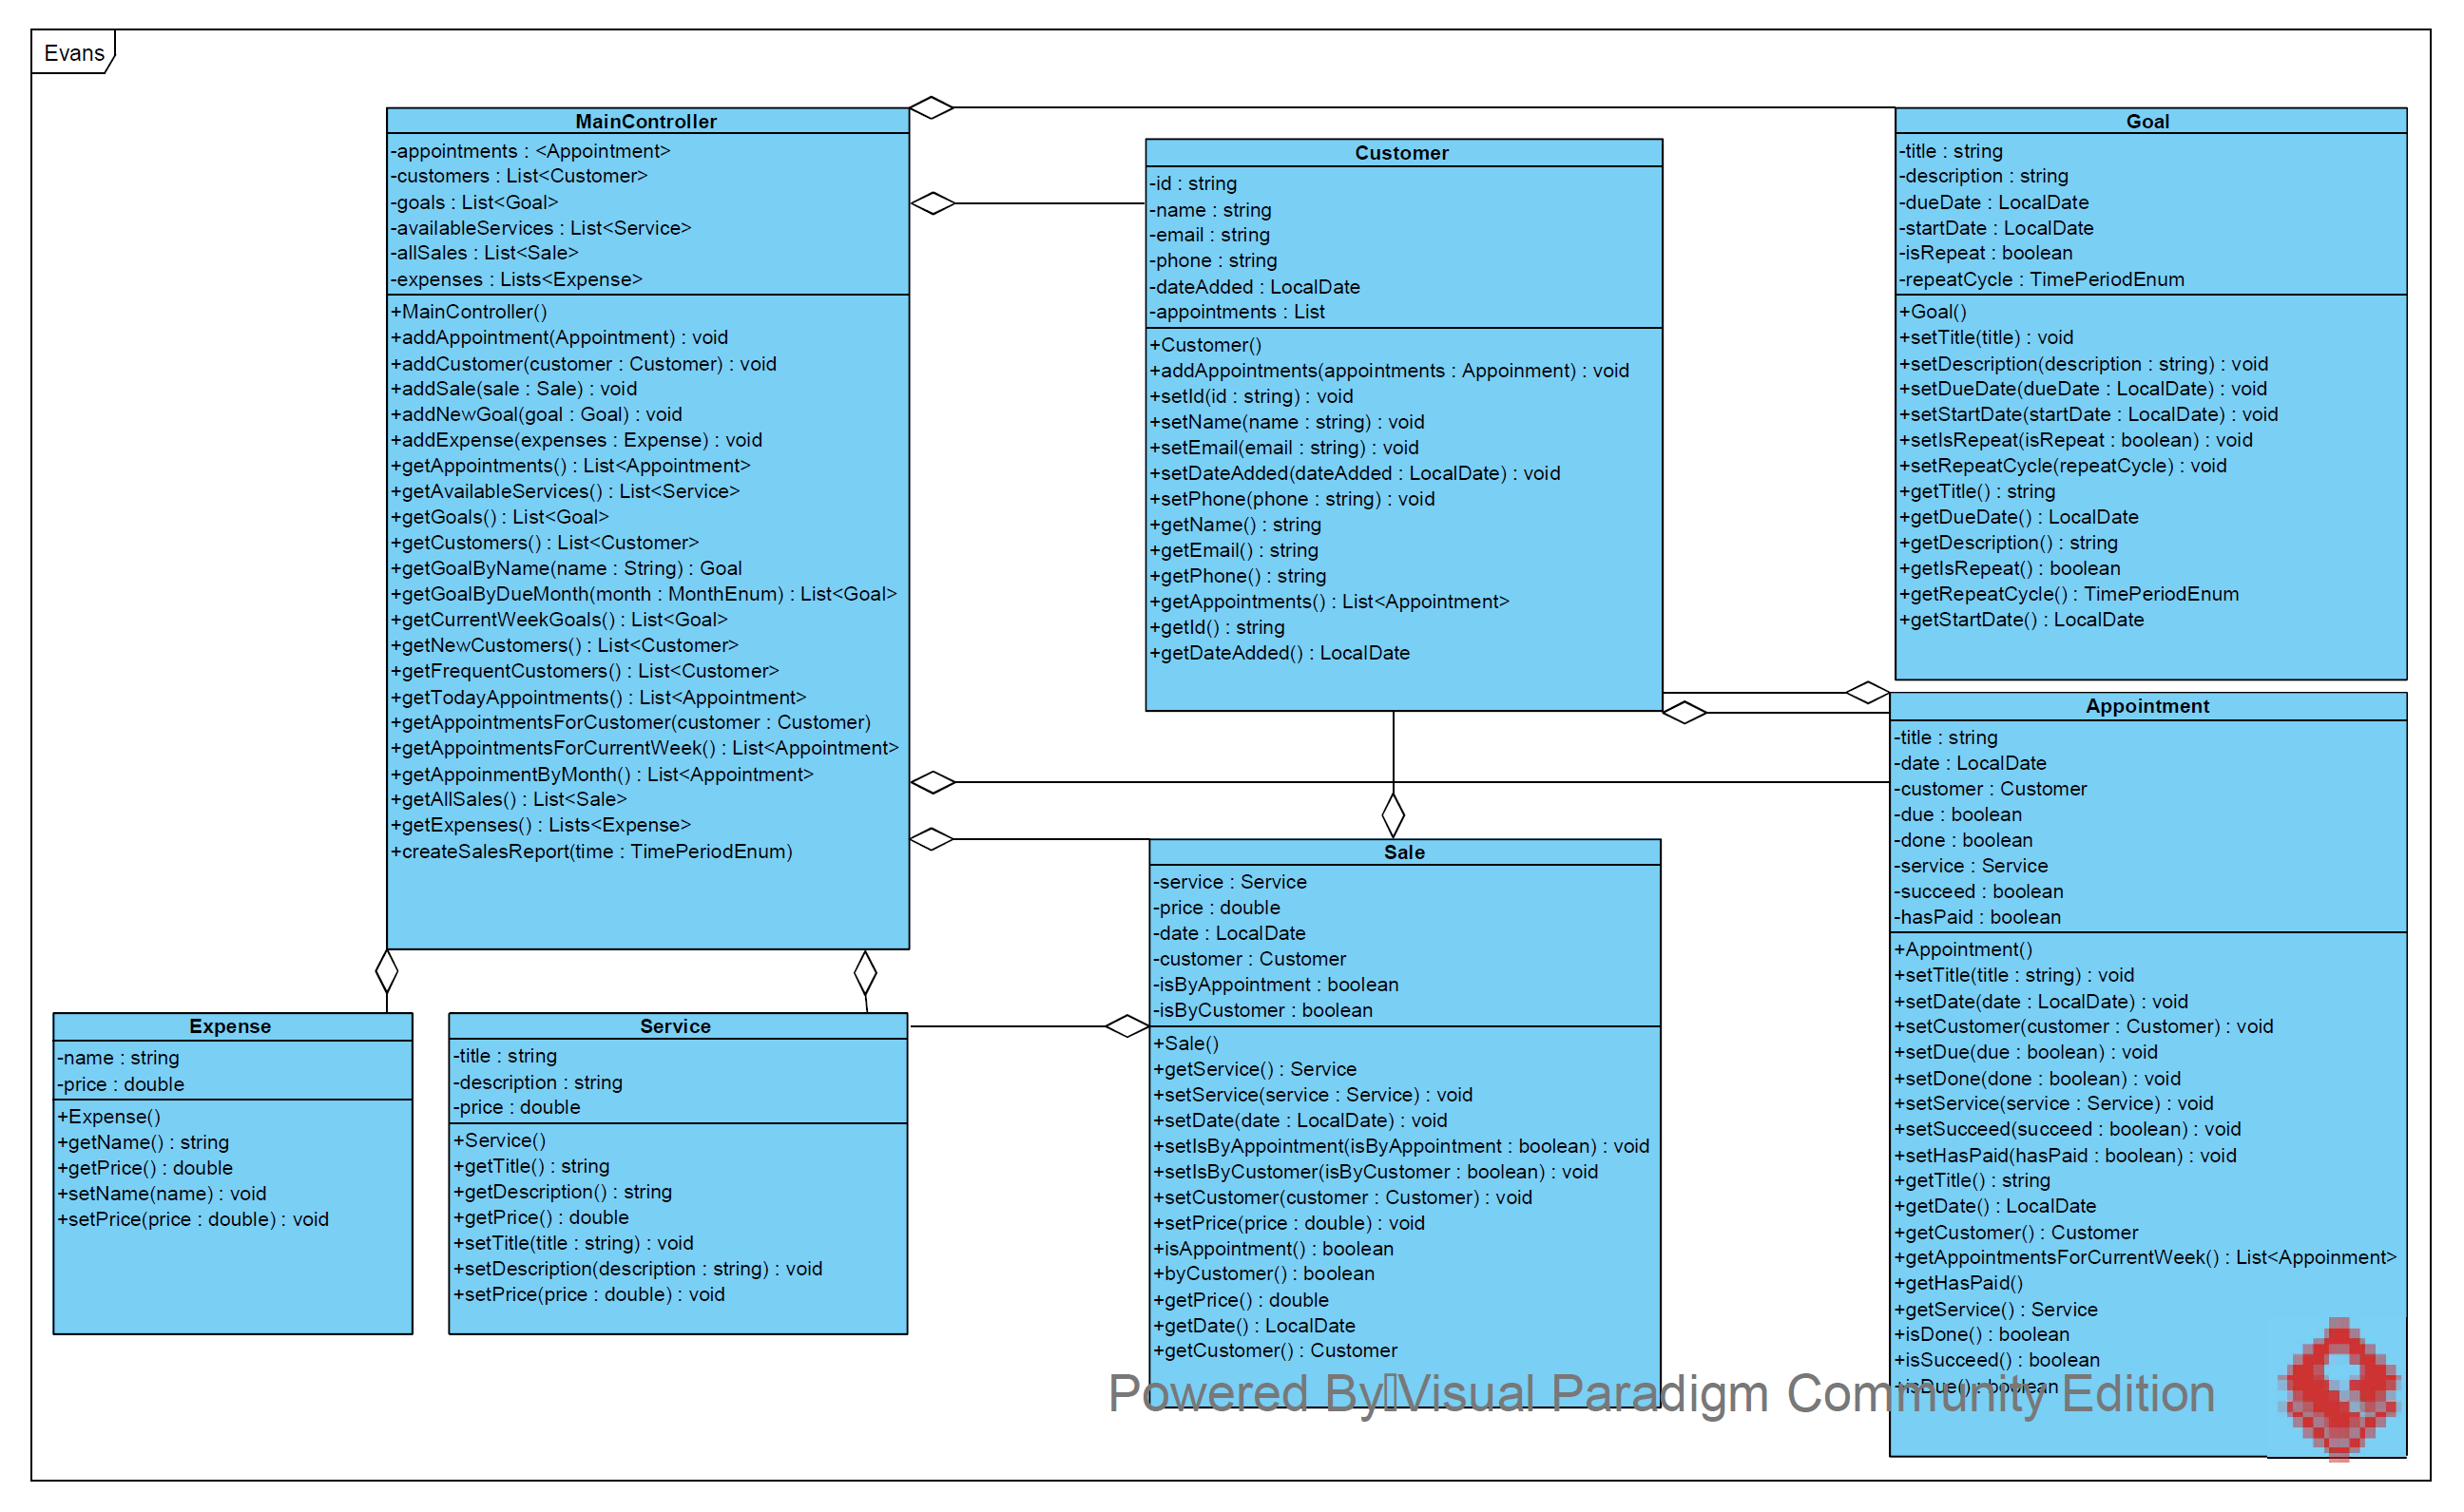 Evans
MainController
-appointments : <Appointment>
-customers : List<Customer>
-goals : List<Goal>
-availableServices : List<Service>
-allSales : List<Sale>
-expenses : Lists<Expense>
+MainController()
+addAppointment(Appointment) : void
+addCustomer(customer : Customer) : void
+addSale(sale : Sale) : void
+addNewGoal(goal : Goal) : void
+addExpense(expenses : Expense) : void
+getAppointments() : List<Appointment>
+getAvailableServices() : List<Service>
+getGoals() : List<Goal>
+getCustomers() : List<Customer>
+getGoalByName(name : String) : Goal
+getGoalByDueMonth(month : MonthEnum) : List<Goal>
+getCurrentWeekGoals() : List<Goal>
+getNewCustomers() : List<Customer>
+getFrequentCustomers() : List<Customer>
+getTodayAppointments() : List<Appointment>
+getAppointmentsForCustomer(customer : Customer)
+getAppointmentsForCurrentWeek() : List<Appointment>
+getAppoinmentByMonth() : List<Appointment>
+getAllSales() : List<Sale>
+getExpenses() : Lists<Expense>
+createSalesReport(time : TimePeriodEnum)
Customer
-id : string
-name : string
-email : string
-phone : string
-dateAdded : LocalDate
-appointments : List
+Customer()
+addAppointments(appointments : Appoinment) : void
+setId(id : string) : void
+setName(name : string) : void
+setEmail(email : string) : void
+setDateAdded(dateAdded : LocalDate) : void
+setPhone(phone : string) : void
+getName() : string
+getEmail() : string
+getPhone() : string
+getAppointments() : List<Appointment>
+getId() : string
+getDateAdded() : LocalDate
Goal
-title : string
-description : string
-dueDate : LocalDate
-startDate : LocalDate
-isRepeat : boolean
-repeatCycle : TimePeriodEnum
+Goal()
+setTitle(title) : void
+setDescription(description : string) : void
+setDueDate(dueDate : LocalDate) : void
+setStartDate(startDate : LocalDate) : void
+setIsRepeat(isRepeat : boolean) : void
+setRepeatCycle(repeatCycle) : void
+getTitle() : string
+getDueDate() : LocalDate
+getDescription() : string
+getIsRepeat() : boolean
+getRepeatCycle() : TimePeriodEnum
+getStartDate() : LocalDate
Appointment
-title : string
-date : LocalDate
-customer : Customer
-due : boolean
-done : boolean
-service : Service
-succeed : boolean
-hasPaid : boolean
+Appointment()
+setTitle(title : string) : void
+setDate(date : LocalDate) : void
+setCustomer(customer : Customer) : void
+setDue(due : boolean) : void
+setDone(done : boolean) : void
+setService(service : Service) : void
+setSucceed(succeed : boolean) : void
+setHasPaid(hasPaid : boolean) : void
+getTitle() : string
+getDate() : LocalDate
+getCustomer() : Customer
+getAppointmentsForCurrentWeek() : List<Appoinment>
+getHasPaid()
+getService() : Service
+isDone() : boolean
+isSucceed() : boolean
+isDue() : boolean
Sale
-service : Service
-price : double
-date : LocalDate
-customer : Customer
-isByAppointment : boolean
-isByCustomer : boolean
+Sale()
+getService() : Service
+setService(service : Service) : void
+setDate(date : LocalDate) : void
+setIsByAppointment(isByAppointment : boolean) : void
+setIsByCustomer(isByCustomer : boolean) : void
+setCustomer(customer : Customer) : void
+setPrice(price : double) : void
+isAppointment() : boolean
+byCustomer() : boolean
+getPrice() : double
+getDate() : LocalDate
+getCustomer() : Customer
Expense
-name : string
-price : double
+Expense()
+getName() : string
+getPrice() : double
+setName(name) : void
+setPrice(price : double) : void
Service
-title : string
-description : string
-price : double
+Service()
+getTitle() : string
+getDescription() : string
+getPrice() : double
+setTitle(title : string) : void
+setDescription(description : string) : void
+setPrice(price : double) : void
Powered By Visual Paradigm Community Edition